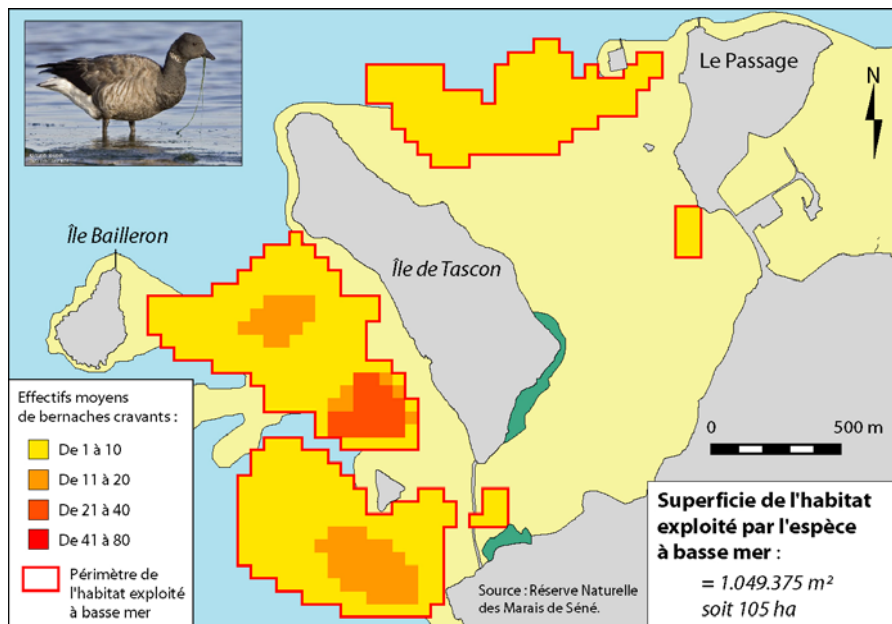 Le Passage
N
Île Bailleron
Île de Tascon
Effectifs moyens
de bernaches cravants :
De 1 à 10
De 11 à 20
De 21 à 40
De 41 à 80
Périmètre de
l'habitat exploité
à basse mer
0 500 m
Superficie de l'habitat
exploité par l'espèce
à basse mer :
= 1.049.375 m²
soit 105 ha
Source : Réserve Naturelle
des Marais de Séné.